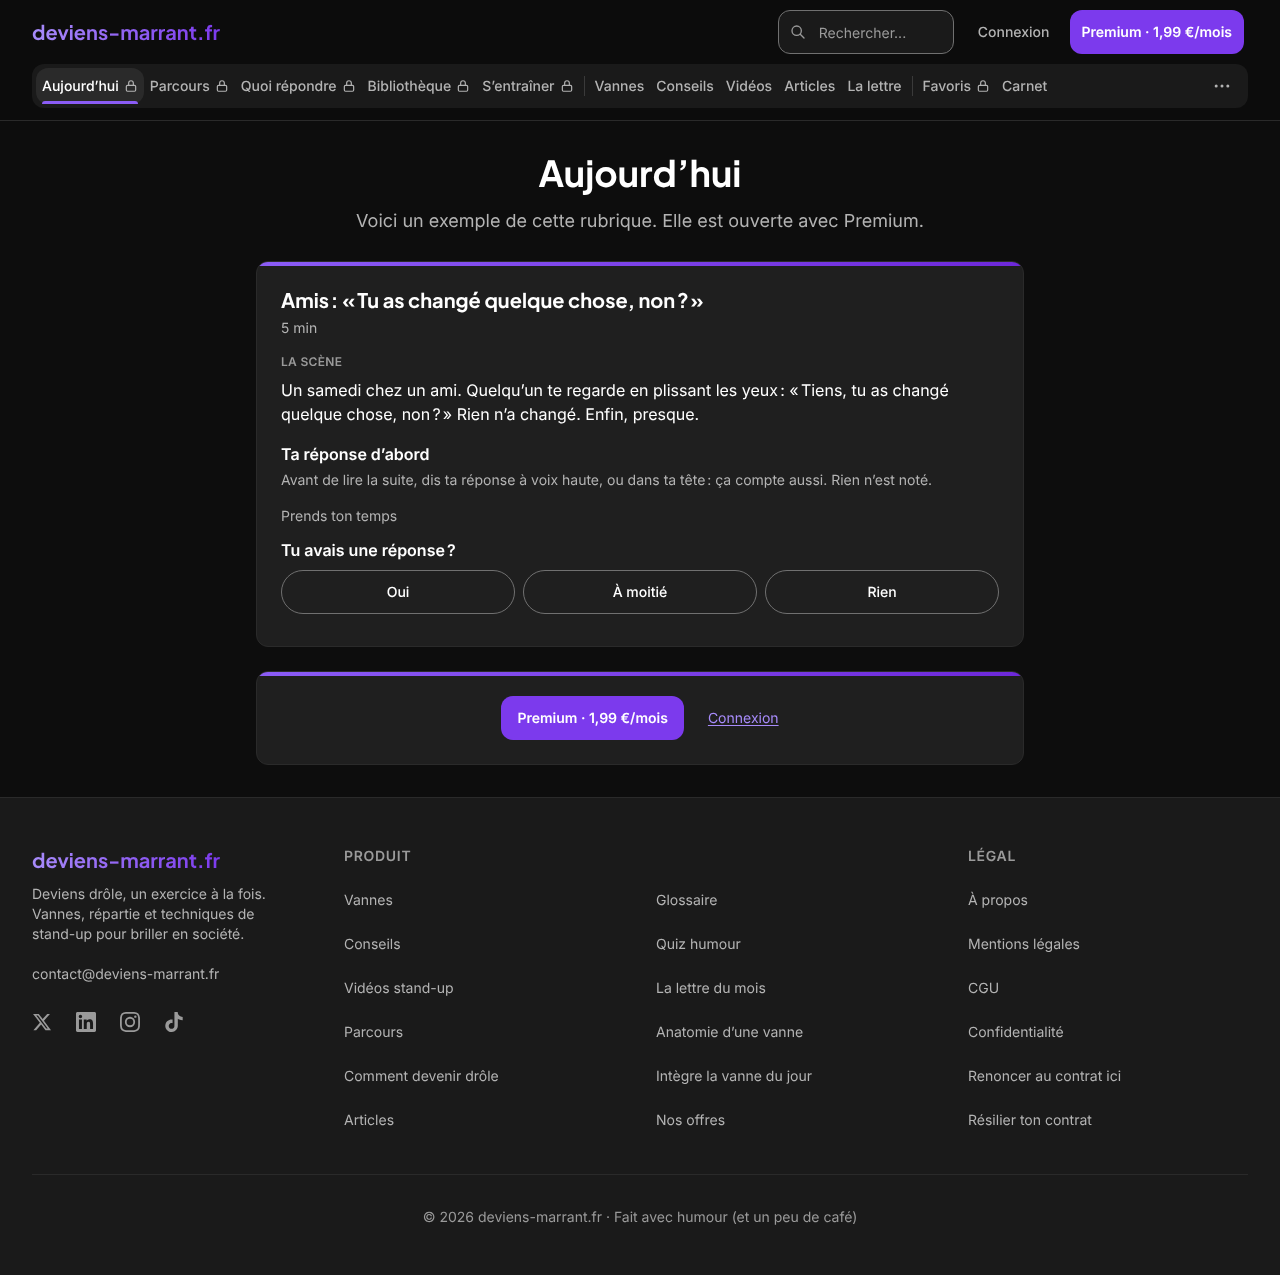 deviens-marrant.fr
Rechercher...
Connexion
Premium · 1,99 €/mois
Aujourd’hui
Parcours
Quoi répondre
Bibliothèque
S’entraîner
Vannes
Conseils
Vidéos
Articles
La lettre
Favoris
Carnet
Aujourd’hui
Voici un exemple de cette rubrique. Elle est ouverte avec Premium.
Amis : « Tu as changé quelque chose, non ? »
5 min
LA SCÈNE
Un samedi chez un ami. Quelqu’un te regarde en plissant les yeux : « Tiens, tu as changé
quelque chose, non ? » Rien n’a changé. Enfin, presque.
Ta réponse d’abord
Avant de lire la suite, dis ta réponse à voix haute, ou dans ta tête : ça compte aussi. Rien n’est noté.
Prends ton temps
Tu avais une réponse ?
Oui
À moitié
Rien
Premium · 1,99 €/mois
Connexion
deviens-marrant.fr
Deviens drôle, un exercice à la fois.
Vannes, répartie et techniques de
stand-up pour briller en société.
contact@deviens-marrant.fr
PRODUIT
Vannes
Conseils
Vidéos stand-up
Parcours
Comment devenir drôle
Articles
Glossaire
Quiz humour
La lettre du mois
Anatomie d’une vanne
Intègre la vanne du jour
Nos offres
LÉGAL
À propos
Mentions légales
CGU
Confidentialité
Renoncer au contrat ici
Résilier ton contrat
© 2026 deviens-marrant.fr · Fait avec humour (et un peu de café)